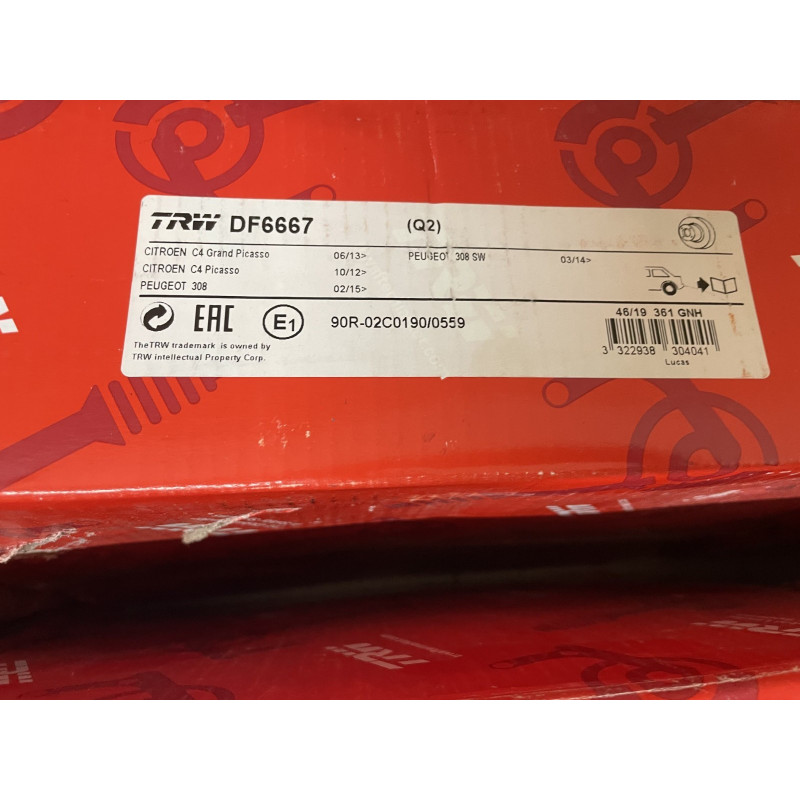 TRW DF6667 (Q2)
CITROEN C4 Grand Picasso 06/13> PEUGEOT 308 SW 03/14>
CITROEN C4 Picasso 10/12>
PEUGEOT 308 02/15>
EAC E1 90R-02C0190/0559
46/19 361 GNH
3 322938 304041
Lucas
TheTRW trademark is owned by
TRW intellectual Property Corp.
TRW